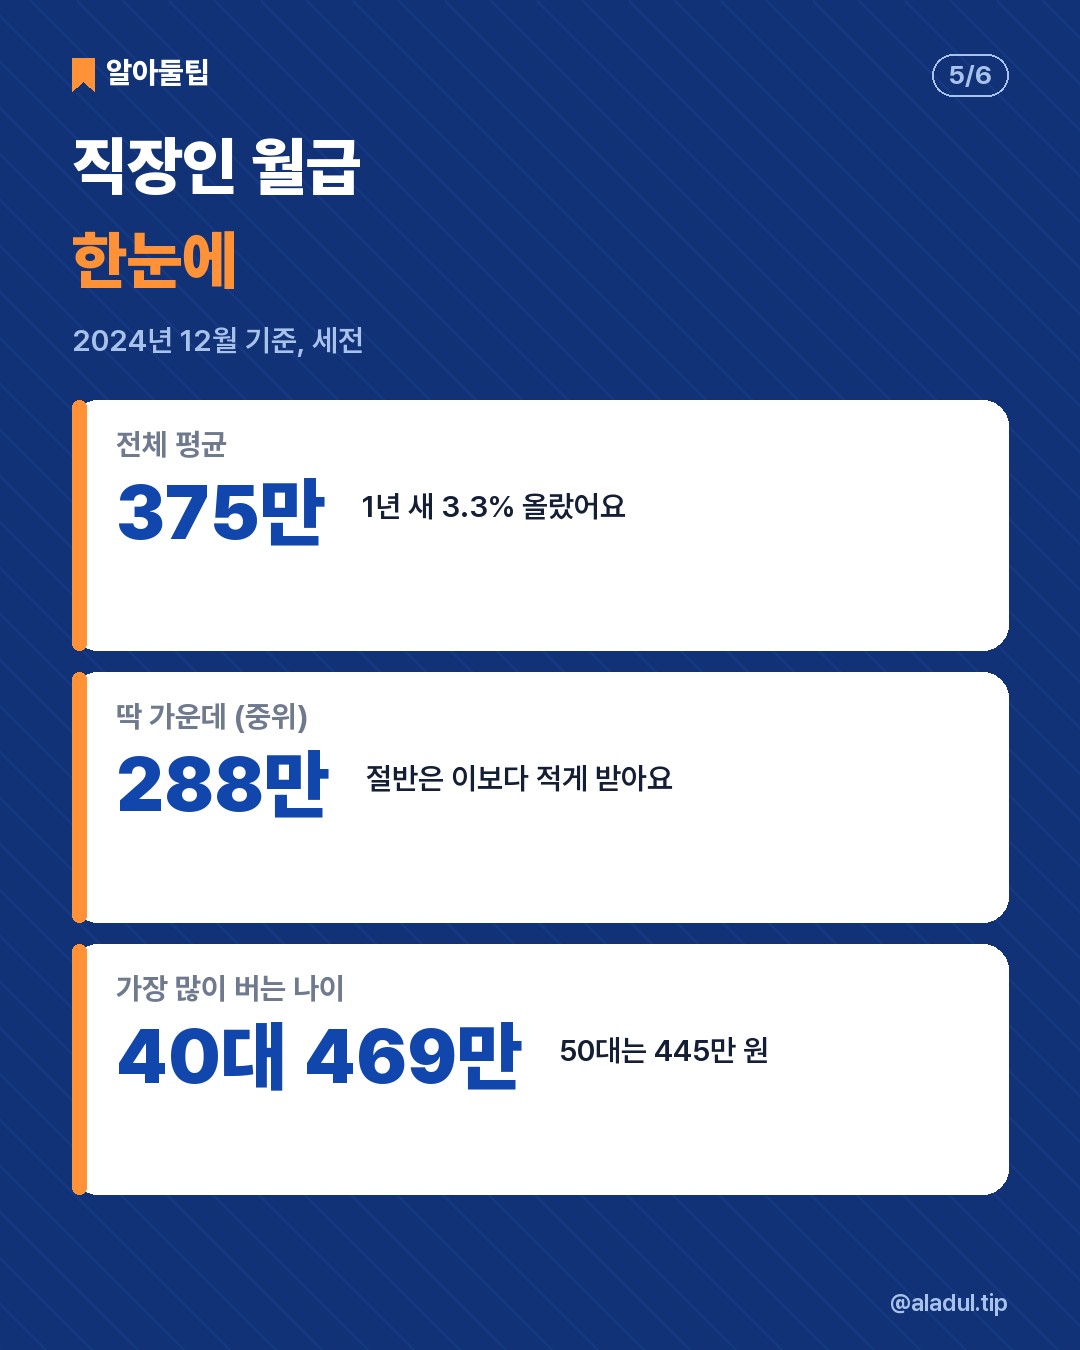 알아둘팁
5/6
직장인 월급
한눈에
2024년 12월 기준, 세전
전체 평균
375만 1년 새 3.3% 올랐어요
딱 가운데 (중위)
288만 절반은 이보다 적게 받아요
가장 많이 버는 나이
40대 469만 50대는 445만 원
@aladul.tip